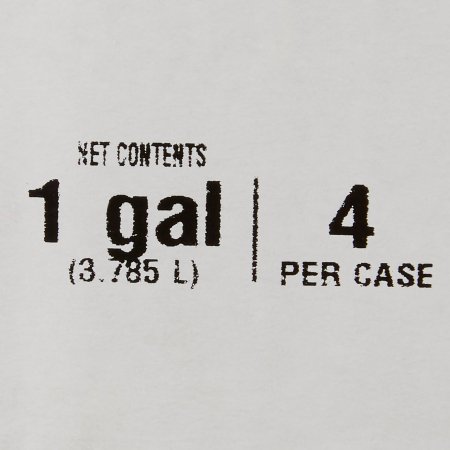 NET CONTENTS
1 gal
(3.785 L)
4
PER CASE